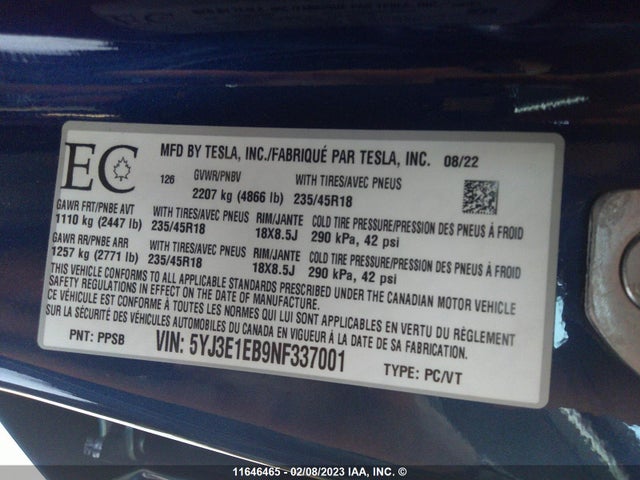 EC
MFD BY TESLA, INC./FABRIQUÉ PAR TESLA, INC. 08/22
126 GVWR/PNBV WITH TIRES/AVEC PNEUS
2207 kg (4866 lb) 235/45R18
GAWR FRT/PNBE AVT WITH TIRES/AVEC PNEUS RIM/JANTE COLD TIRE PRESSURE/PRESSION DES PNEUS À FROID
1110 kg (2447 lb) 235/45R18 18X8.5J 290 kPa, 42 psi
GAWR RR/PNBE ARR WITH TIRES/AVEC PNEUS RIM/JANTE COLD TIRE PRESSURE/PRESSION DES PNEUS À FROID
1257 kg (2771 lb) 235/45R18 18X8.5J 290 kPa, 42 psi
THIS VEHICLE CONFORMS TO ALL APPLICABLE STANDARDS PRESCRIBED UNDER THE CANADIAN MOTOR VEHICLE
SAFETY REGULATIONS IN EFFECT ON THE DATE OF MANUFACTURE.
CE VÉHICULE EST CONFORME À TOUTES LES NORMES QUI LUI SONT APPLICABLES EN VERTU DU RÈGLEMENT
SUR LA SÉCURITÉ DES VÉHICULES AUTOMOBILES DU CANADA EN VIGUEUR À LA DATE DE SA FABRICATION.
PNT: PPSB VIN: 5YJ3E1EB9NF337001 TYPE: PC/VT
11646465 - 02/08/2023 IAA, INC. ©